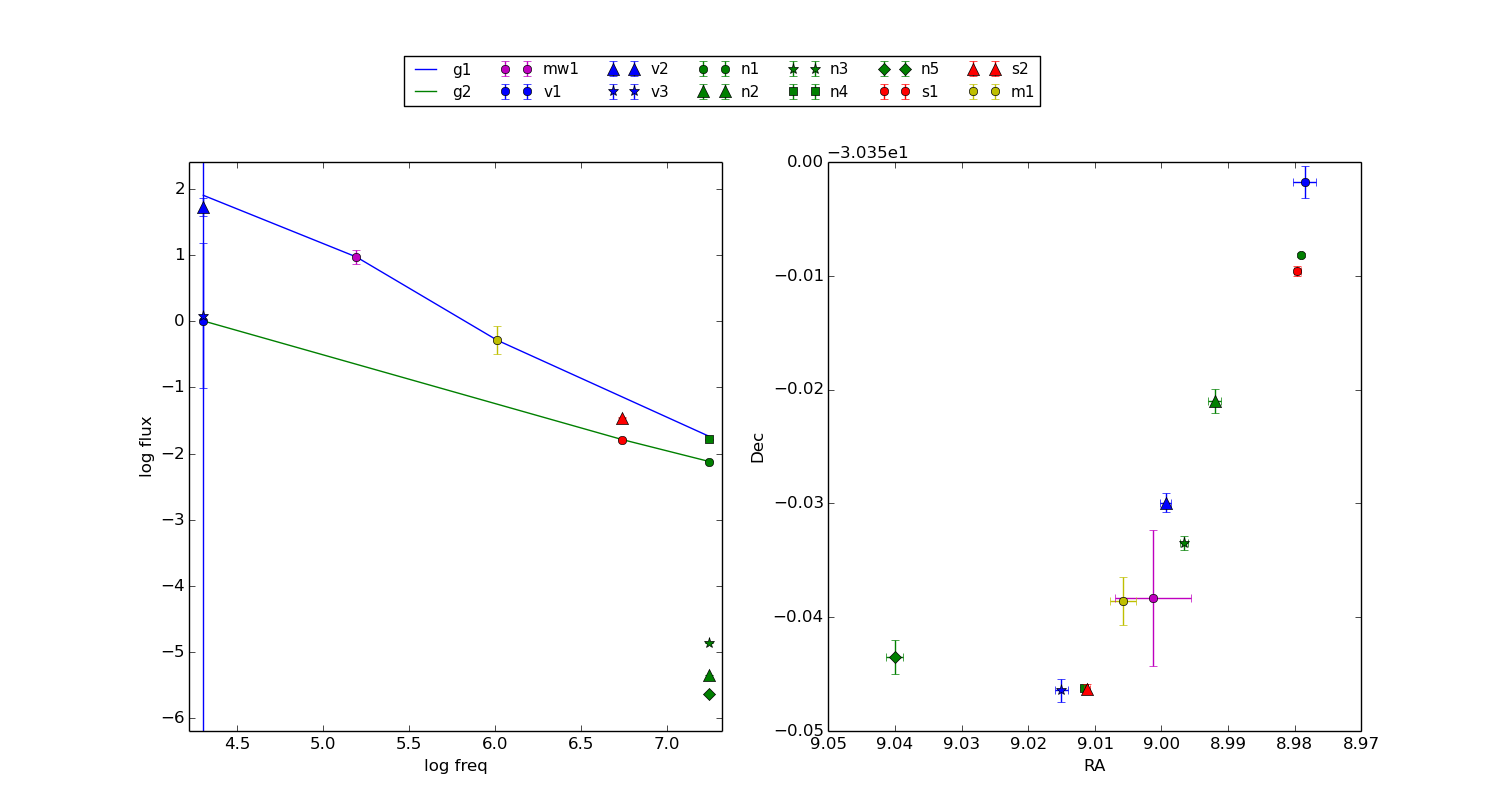 g1 mw1 v2 n1 n3 n5 s2
g2 v1 v3 n2 n4 s1 m1
2
1
0
−1
−2
−3
−4
−5
−6
log flux
4.5 5.0 5.5 6.0 6.5 7.0
log freq
−3.035e1
0.00
−0.01
−0.02
−0.03
−0.04
−0.05
Dec
9.05 9.04 9.03 9.02 9.01 9.00 8.99 8.98 8.97
RA